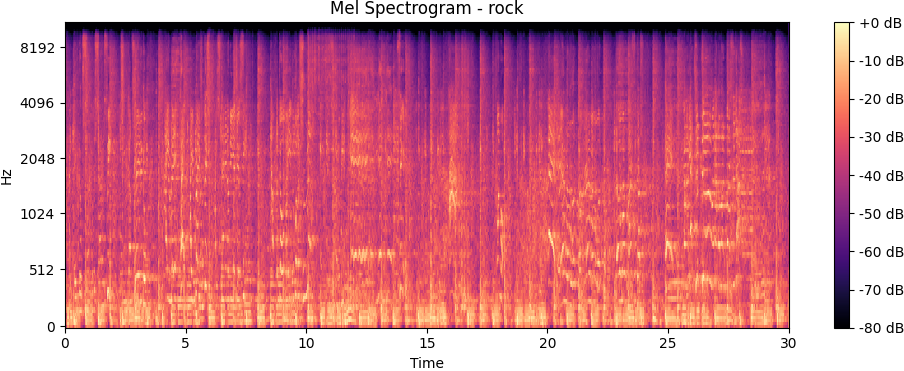 Mel Spectrogram - rock
Hz
8192
4096
2048
1024
512
0
0 5 10 15 20 25 30
Time
+0 dB
-10 dB
-20 dB
-30 dB
-40 dB
-50 dB
-60 dB
-70 dB
-80 dB